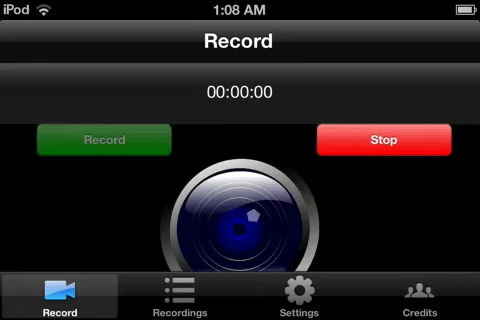 iPod 1:08 AM
Record
00:00:00
Record Stop
Record Recordings Settings Credits